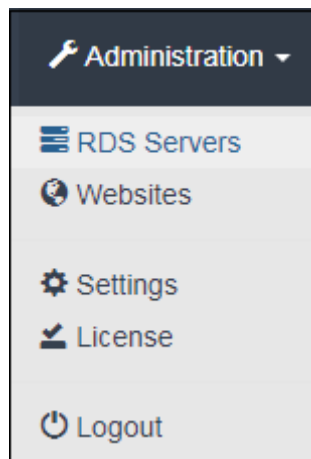 Administration
RDS Servers
Websites
Settings
License
Logout